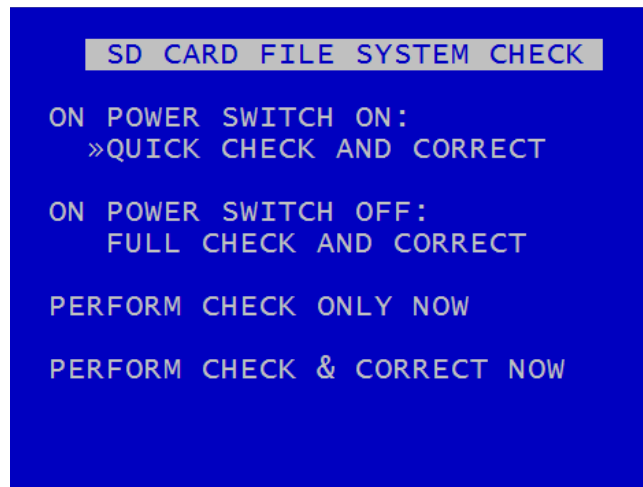 SD CARD FILE SYSTEM CHECK
ON POWER SWITCH ON:
»QUICK CHECK AND CORRECT
ON POWER SWITCH OFF:
FULL CHECK AND CORRECT
PERFORM CHECK ONLY NOW
PERFORM CHECK & CORRECT NOW